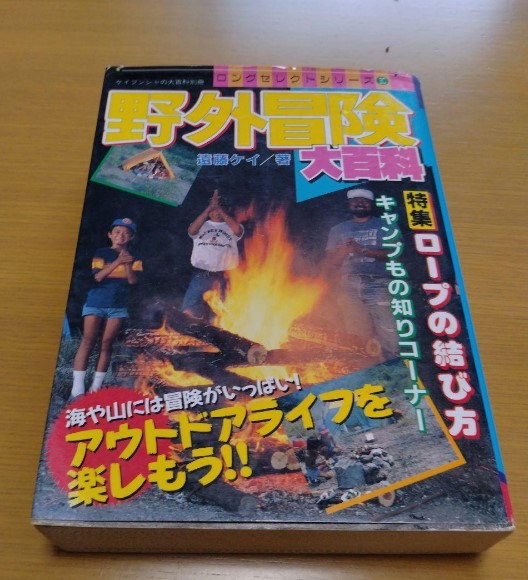 ケイブンシャの大百科別冊
ロングセレクトシリーズ
野外冒険
大百科
遠藤ケイ/著
特集
ロープの結び方
キャンプもの知りコーナー
海や山には冒険がいっぱい!
アウトドアライフを
楽しもう!!